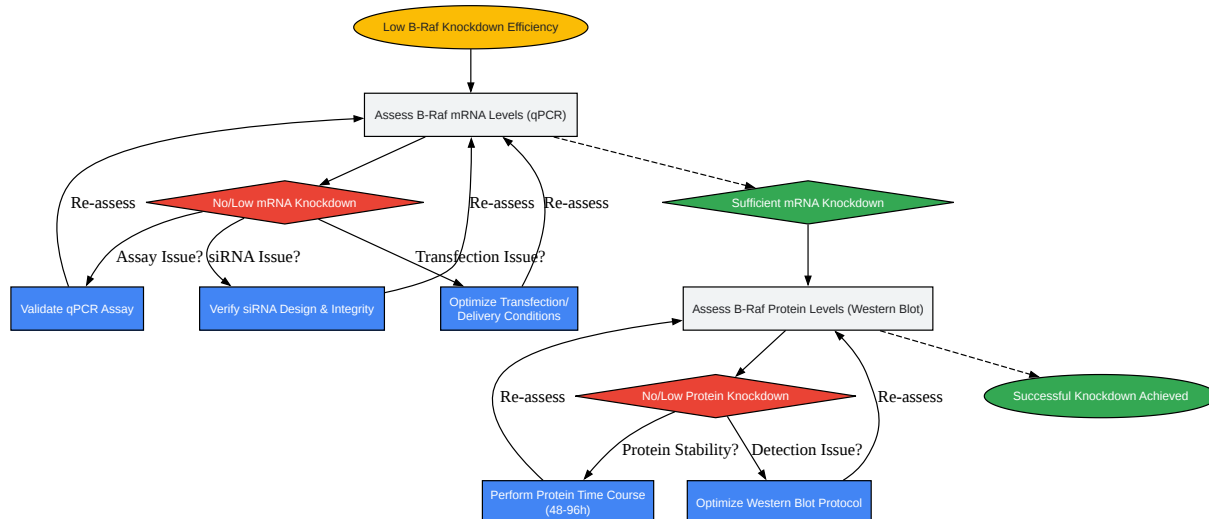 Low B-Raf Knockdown Efficiency
Assess B-Raf mRNA Levels (qPCR)
Re-assess
No/Low mRNA Knockdown
Re-assess
Re-assess
Sufficient mRNA Knockdown
Assay Issue?
siRNA Issue?
Transfection Issue?
Validate qPCR Assay
Verify siRNA Design & Integrity
Optimize Transfection/
Delivery Conditions
Assess B-Raf Protein Levels (Western Blot)
Re-assess
No/Low Protein Knockdown
Re-assess
Successful Knockdown Achieved
Protein Stability?
Detection Issue?
Perform Protein Time Course
(48-96h)
Optimize Western Blot Protocol